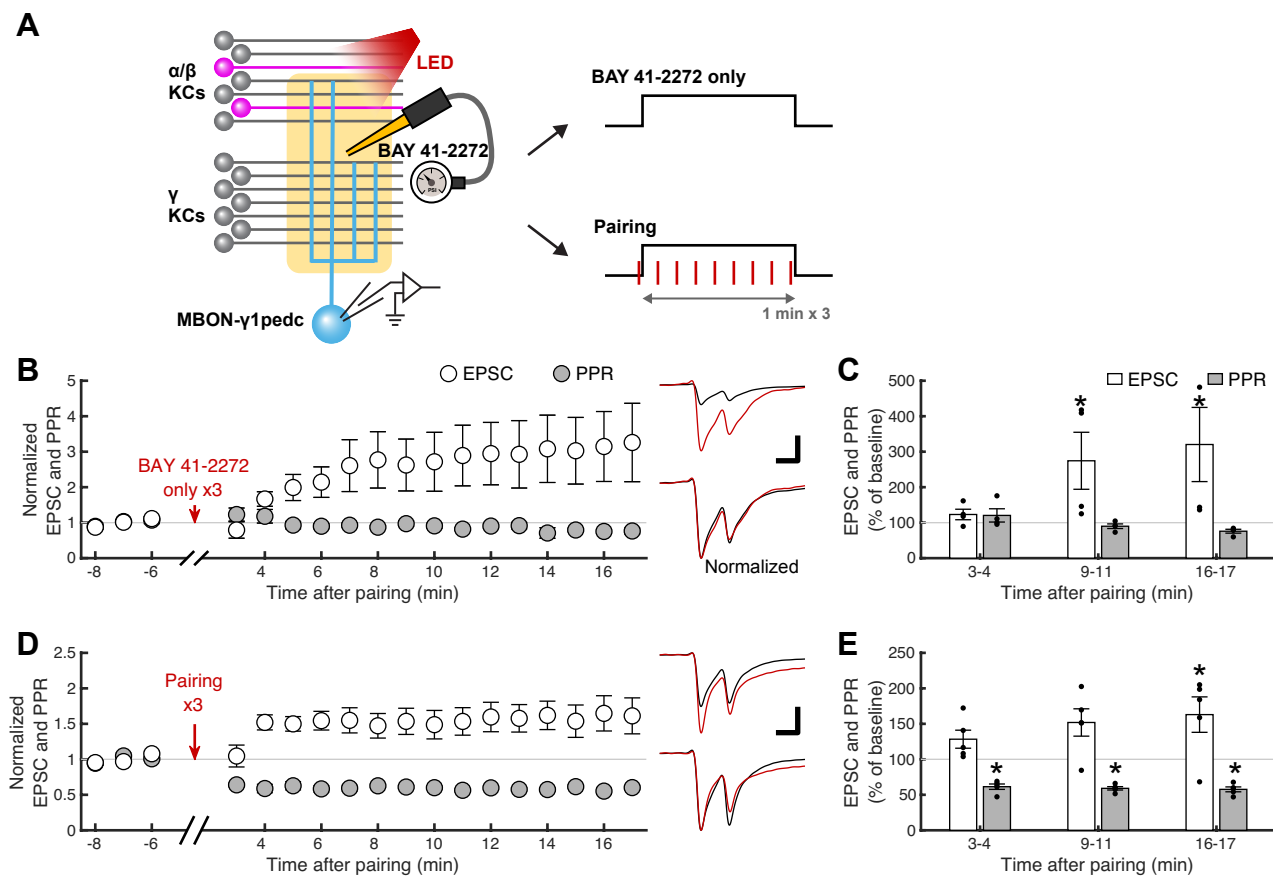 A
α/β
KCs
LED
BAY 41-2272
PSI
γ
KCs
MBON-γ1pedc
BAY 41-2272 only
Pairing
1 min x 3
B
EPSC
PPR
Normalized
EPSC and PPR
5
4
3
2
1
0
BAY 41-2272
only x3
-8
-6
4
6
8
10
12
14
16
Time after pairing (min)
Normalized
C
EPSC
PPR
EPSC and PPR
(% of baseline)
500
400
300
200
100
0
*
*
3-4
9-11
16-17
Time after pairing (min)
D
Normalized
EPSC and PPR
2.5
2
1.5
1
0.5
0
Pairing
x3
-8
-6
4
6
8
10
12
14
16
Time after pairing (min)
E
EPSC and PPR
(% of baseline)
250
200
150
100
50
0
*
*
*
*
3-4
9-11
16-17
Time after pairing (min)